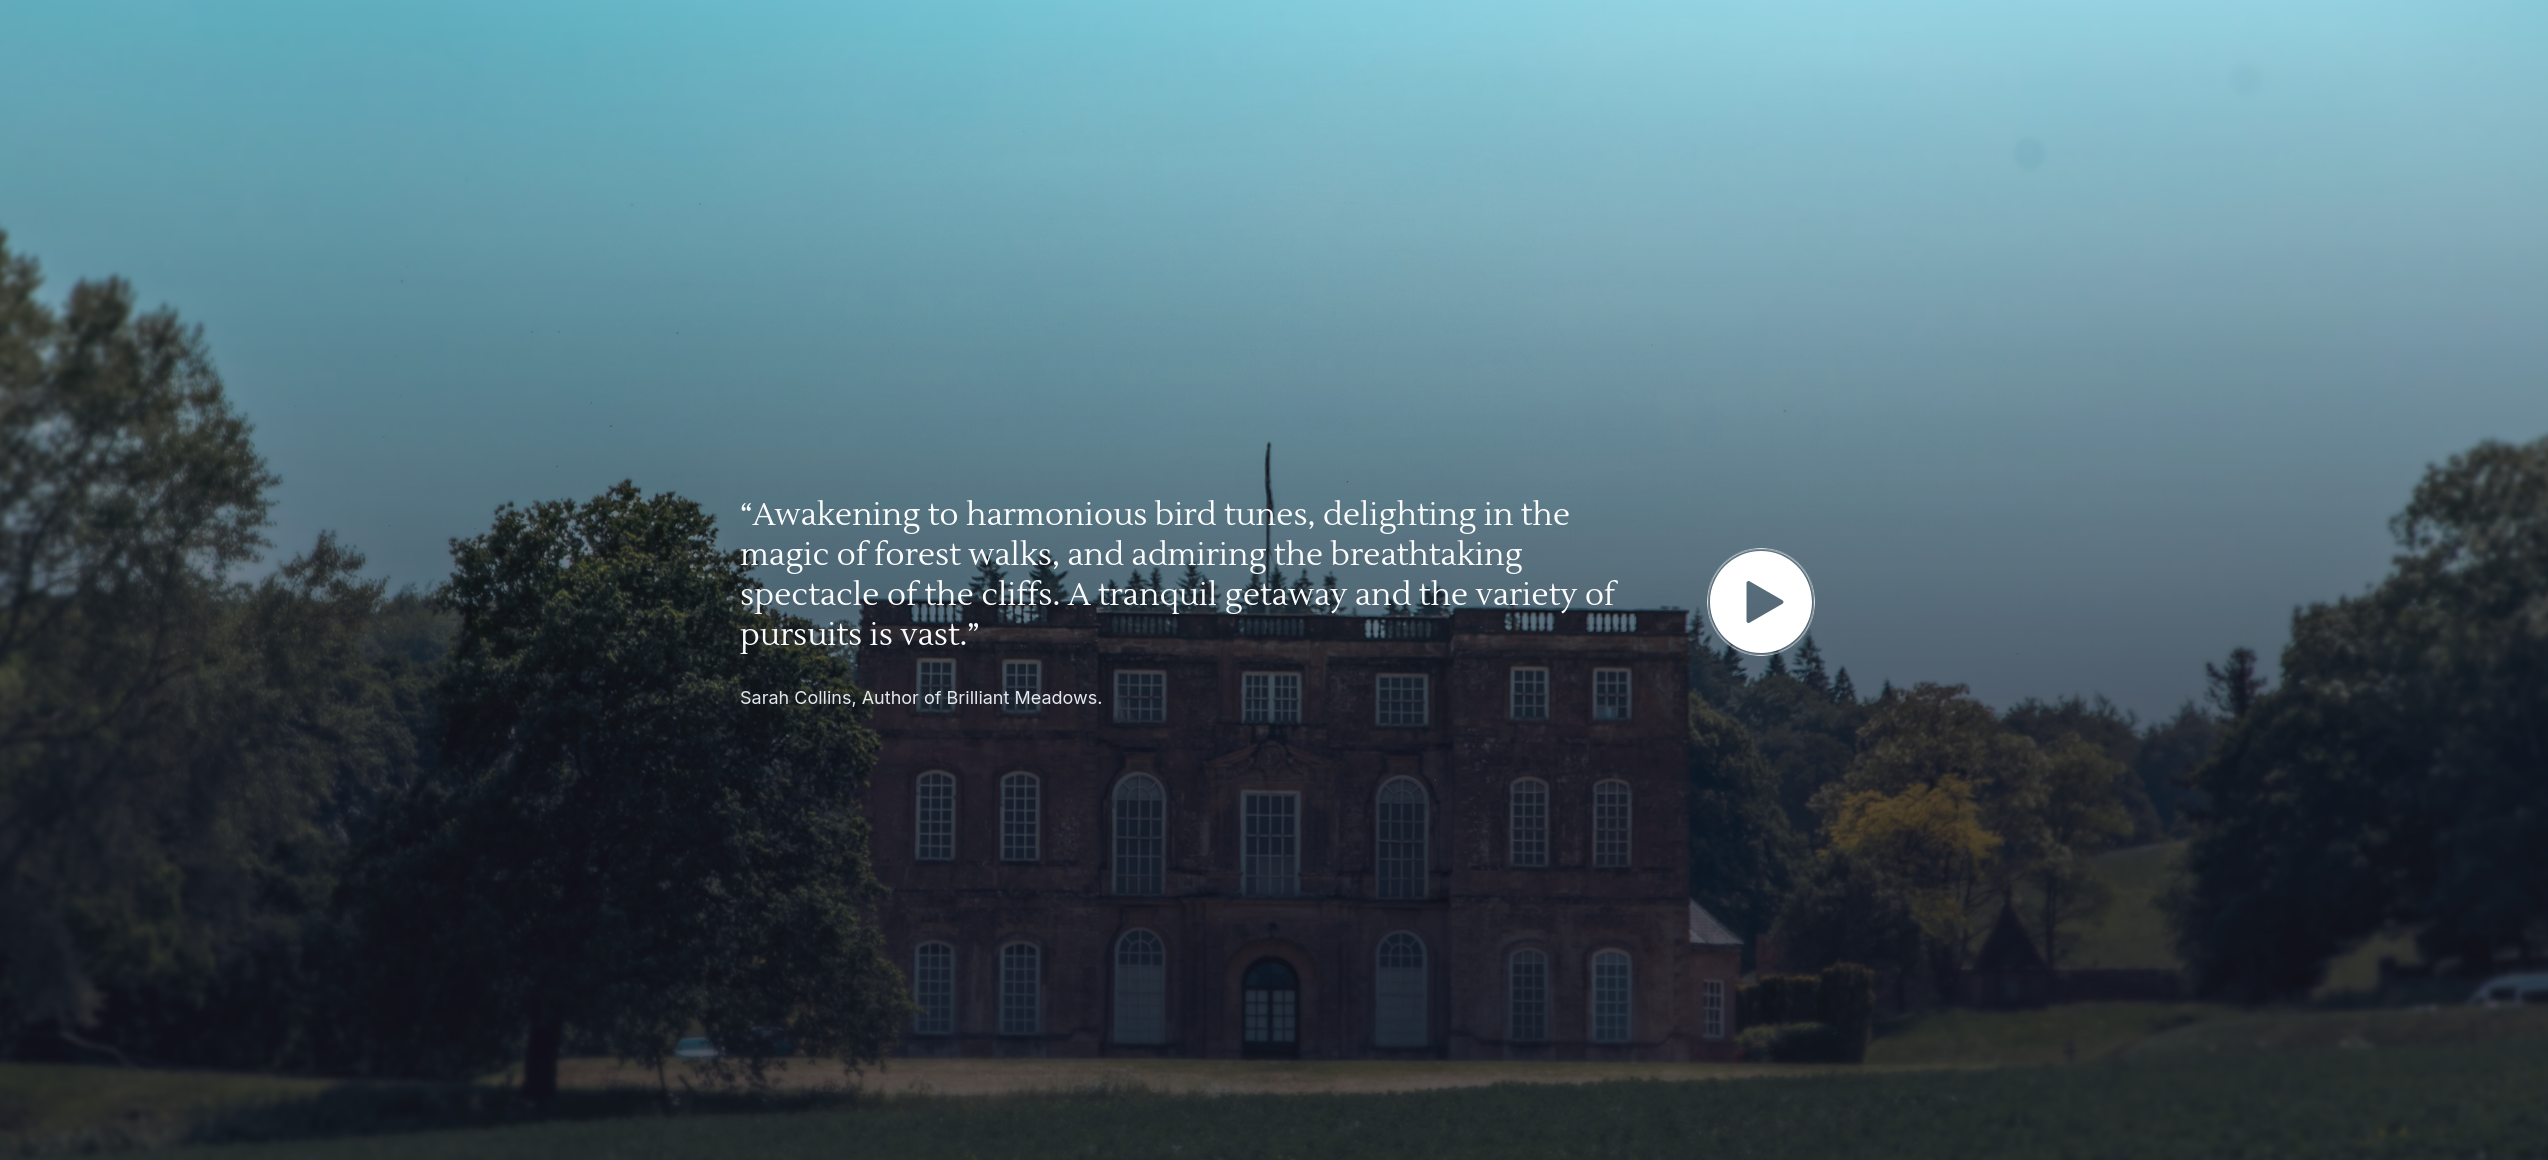 “Awakening to harmonious bird tunes, delighting in the
magic of forest walks, and admiring the breathtaking
spectacle of the cliffs. A tranquil getaway and the variety of
pursuits is vast.”
Sarah Collins, Author of Brilliant Meadows.